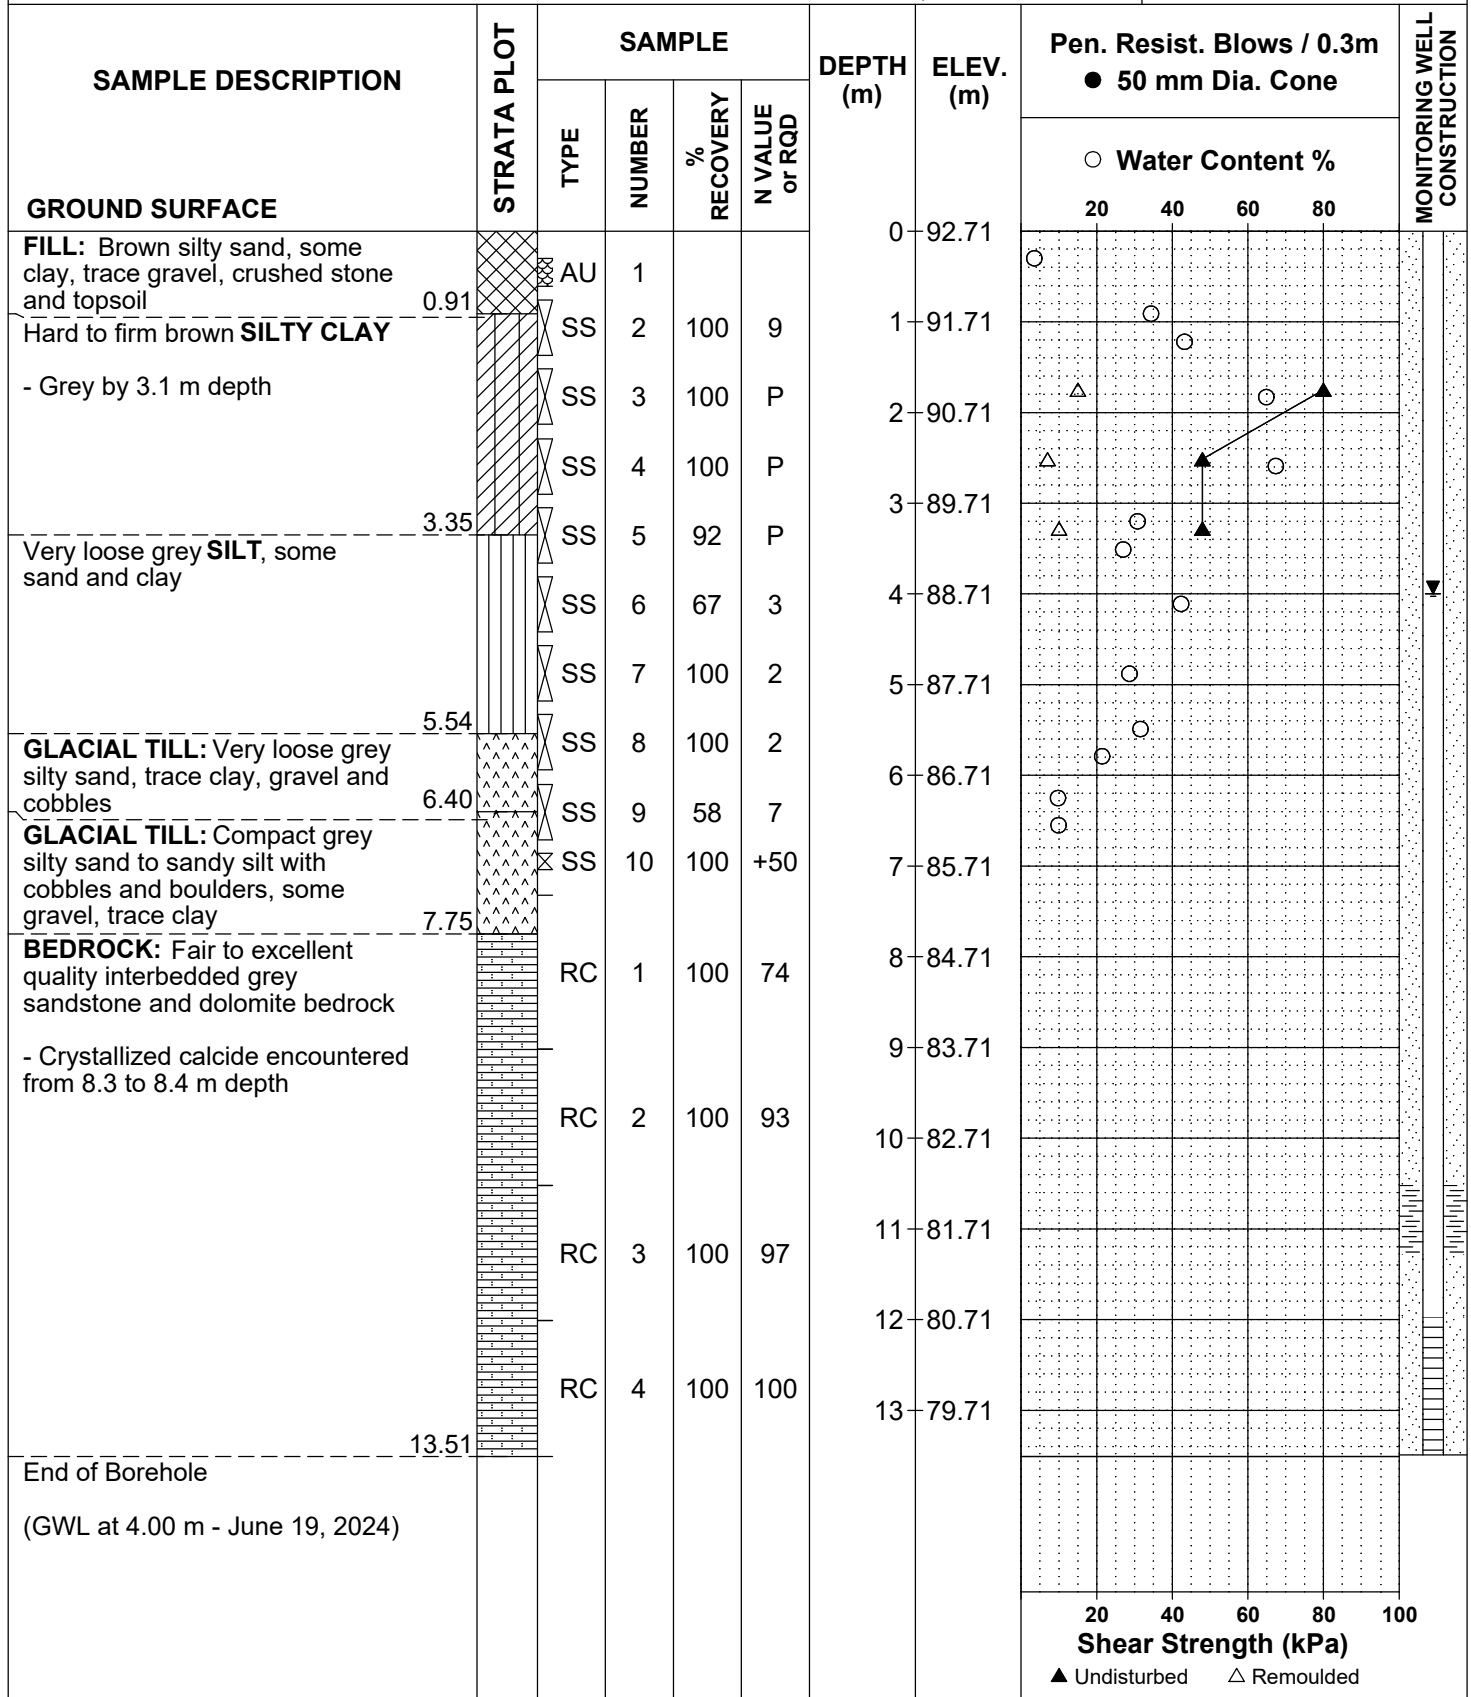 SAMPLE DESCRIPTION
GROUND SURFACE
STRATA PLOT
SAMPLE
TYPE
NUMBER
%
RECOVERY
N VALUE
or RQD
DEPTH
(m)
ELEV.
(m)
Pen. Resist. Blows / 0.3m
● 50 mm Dia. Cone
○ Water Content %
20 40 60 80
MONITORING WELL
CONSTRUCTION
0 92.71
FILL: Brown silty sand, some
clay, trace gravel, crushed stone
and topsoil 0.91
AU 1
Hard to firm brown SILTY CLAY
SS 2 100 9
1 91.71
- Grey by 3.1 m depth
SS 3 100 P
2 90.71
SS 4 100 P
3 89.71
3.35
SS 5 92 P
Very loose grey SILT, some
sand and clay
SS 6 67 3
4 88.71
SS 7 100 2
5 87.71
5.54
SS 8 100 2
GLACIAL TILL: Very loose grey
silty sand, trace clay, gravel and
cobbles 6.40
6 86.71
SS 9 58 7
GLACIAL TILL: Compact grey
silty sand to sandy silt with
cobbles and boulders, some
gravel, trace clay 7.75
SS 10 100 +50
7 85.71
BEDROCK: Fair to excellent
quality interbedded grey
sandstone and dolomite bedrock
8 84.71
RC 1 100 74
- Crystallized calcide encountered
from 8.3 to 8.4 m depth
9 83.71
RC 2 100 93
10 82.71
11 81.71
RC 3 100 97
12 80.71
RC 4 100 100
13 79.71
13.51
End of Borehole
(GWL at 4.00 m - June 19, 2024)
20 40 60 80 100
Shear Strength (kPa)
▲ Undisturbed △ Remoulded